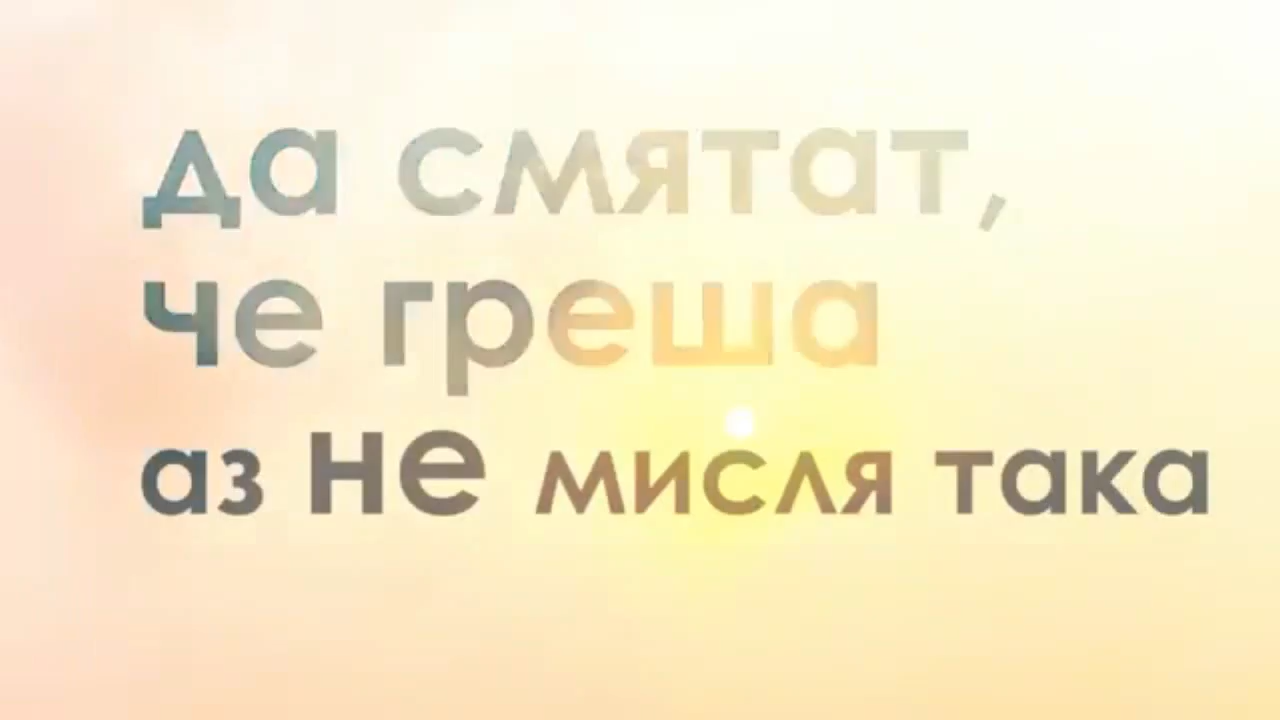 да смятат,
че греша
аз не мисля така